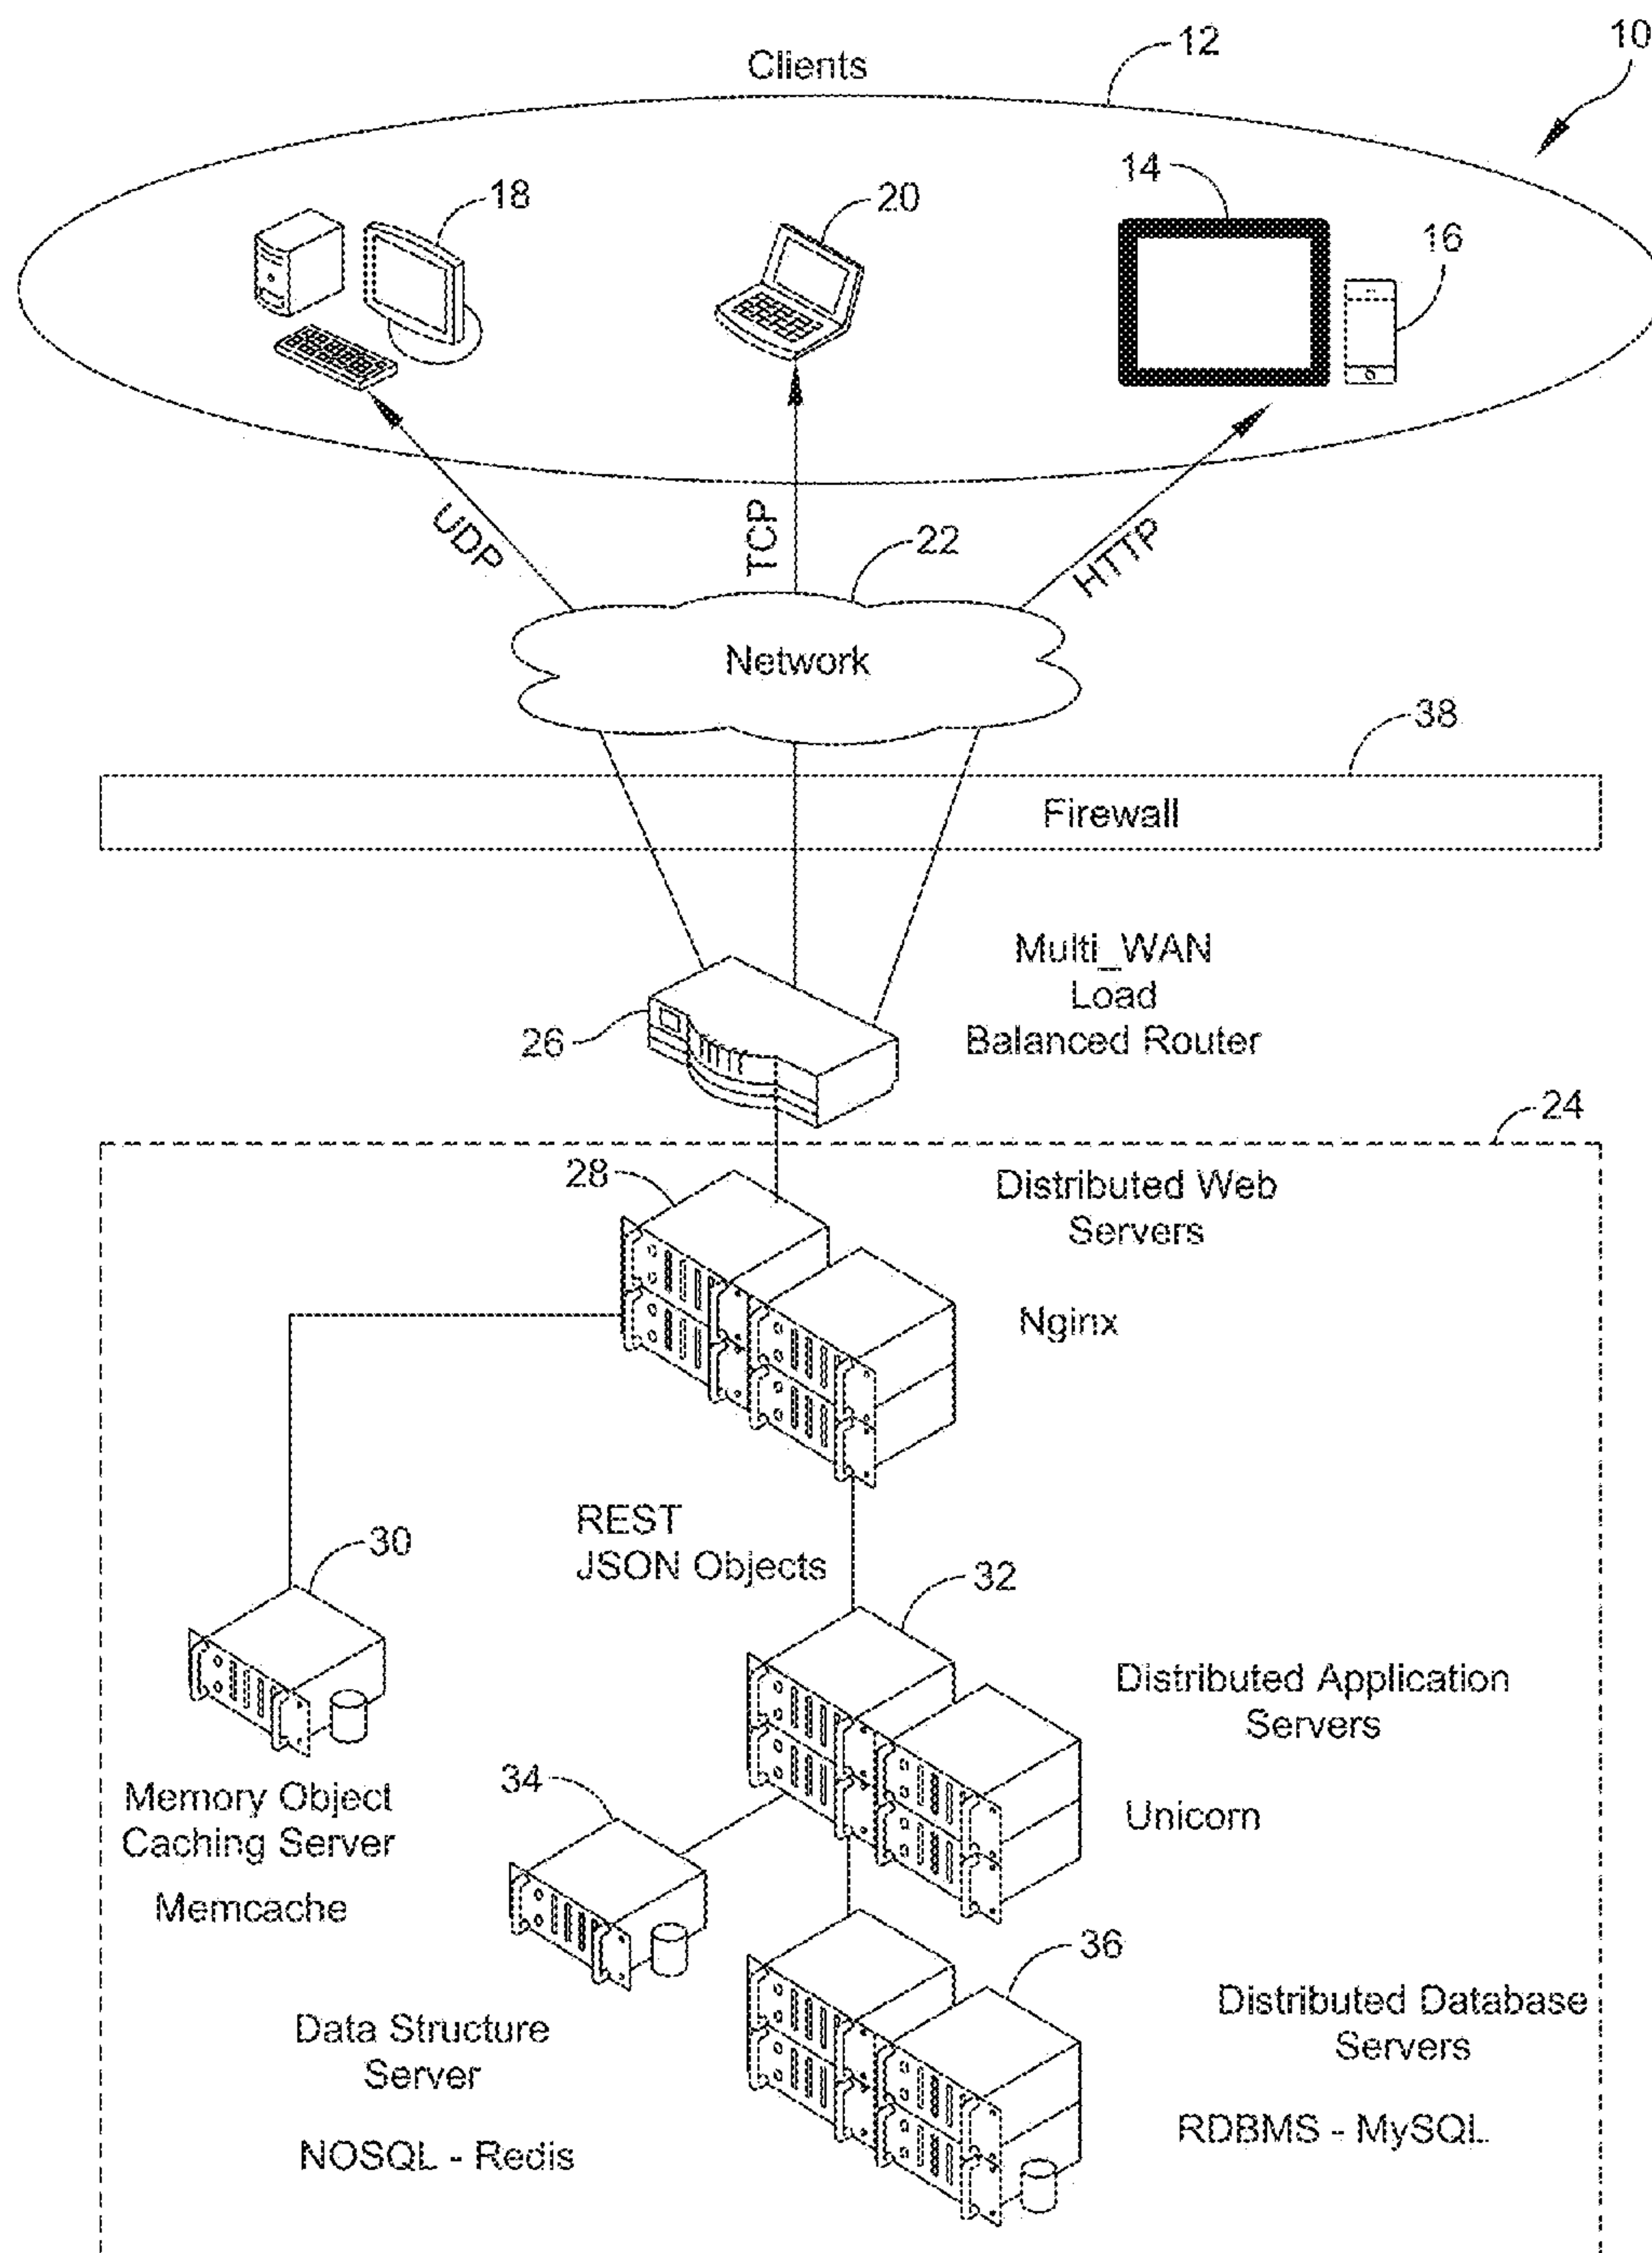 10
12
Clients
14
18
20
16
UDP
TCP
HTTP
22
Network
38
Firewall
Multi_WAN
Load
Balanced Router
26
24
28
Distributed Web
Servers
Nginx
REST
JSON Objects
30
32
Distributed Application
Servers
Unicorn
34
Memory Object
Caching Server
Memcache
36
Data Structure
Server
NOSQL - Redis
Distributed Database
Servers
RDBMS - MySQL